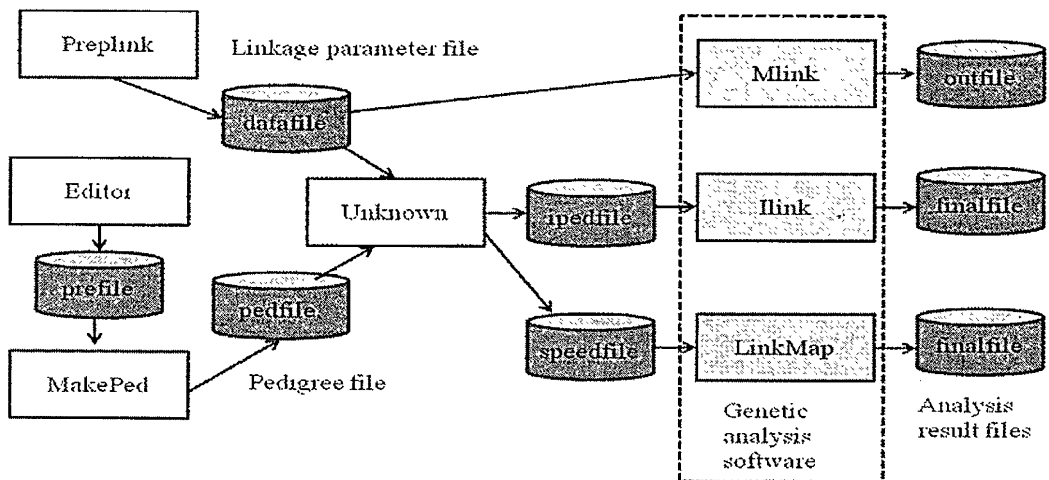 Preplink
Linkage parameter file
datafile
Mlink
outfile
Editor
Unknown
ipedfile
Ilink
finalfile
prefile
pedfile
speedfile
LinkMap
finalfile
MakePed
Pedigree file
Genetic
analysis
software
Analysis
result files